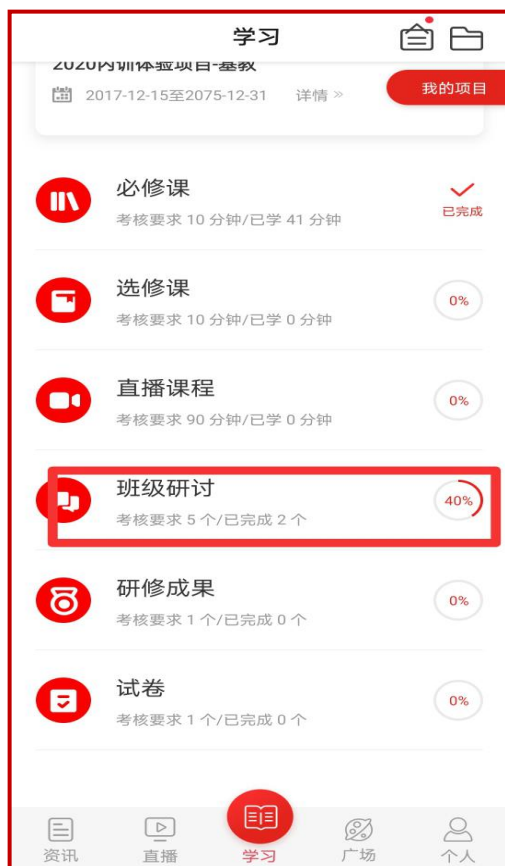 学习
2020内训体验项目-基教
2017-12-15至2075-12-31 详情 »
我的项目
必修课
考核要求 10 分钟/已学 41 分钟
已完成
选修课
考核要求 10 分钟/已学 0 分钟
0%
直播课程
考核要求 90 分钟/已学 0 分钟
0%
班级研讨
考核要求 5 个/已完成 2 个
40%
研修成果
考核要求 1 个/已完成 0 个
0%
试卷
考核要求 1 个/已完成 0 个
0%
资讯
直播
学习
广场
个人